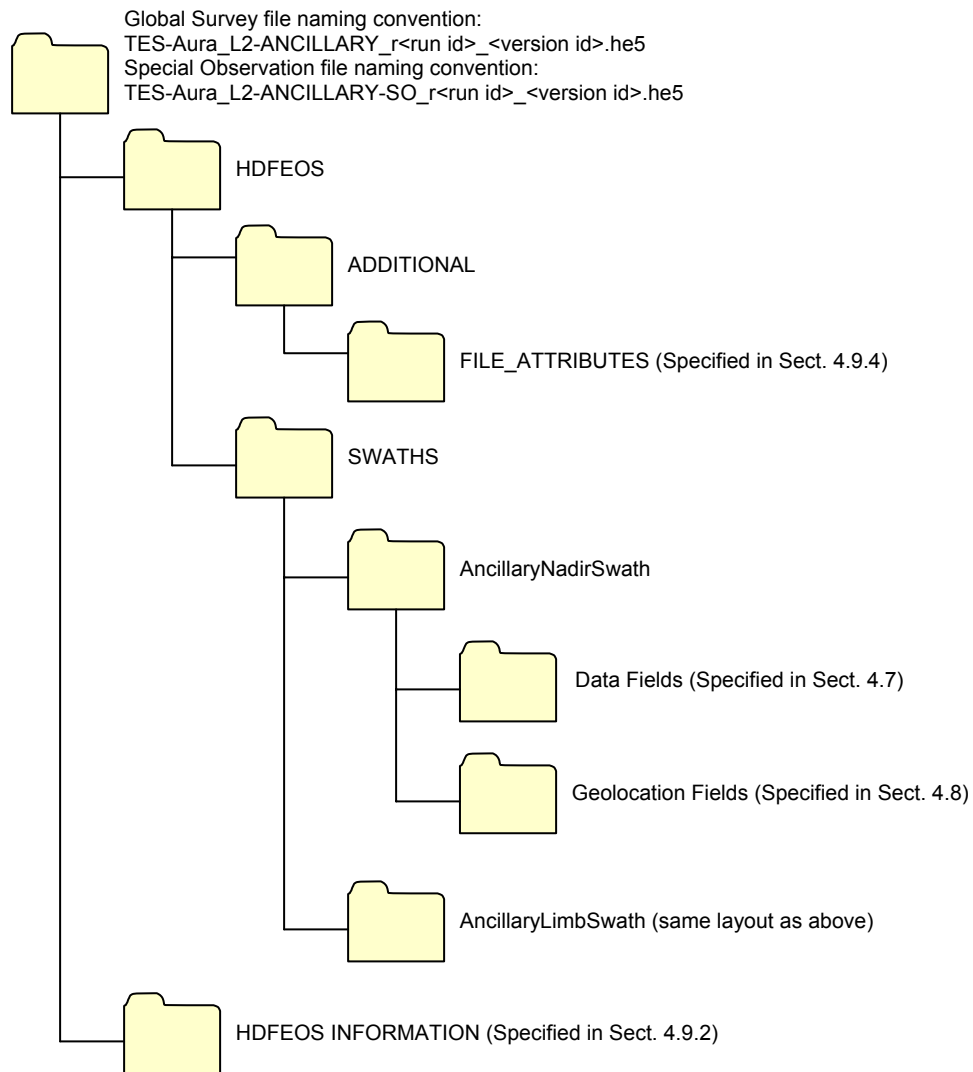 Global Survey file naming convention:
TES-Aura_L2-ANCILLARY_r<run id>_<version id>.he5
Special Observation file naming convention:
TES-Aura_L2-ANCILLARY-SO_r<run id>_<version id>.he5
HDFEOS
ADDITIONAL
FILE_ATTRIBUTES (Specified in Sect. 4.9.4)
SWATHS
AncillaryNadirSwath
Data Fields (Specified in Sect. 4.7)
Geolocation Fields (Specified in Sect. 4.8)
AncillaryLimbSwath (same layout as above)
HDFEOS INFORMATION (Specified in Sect. 4.9.2)